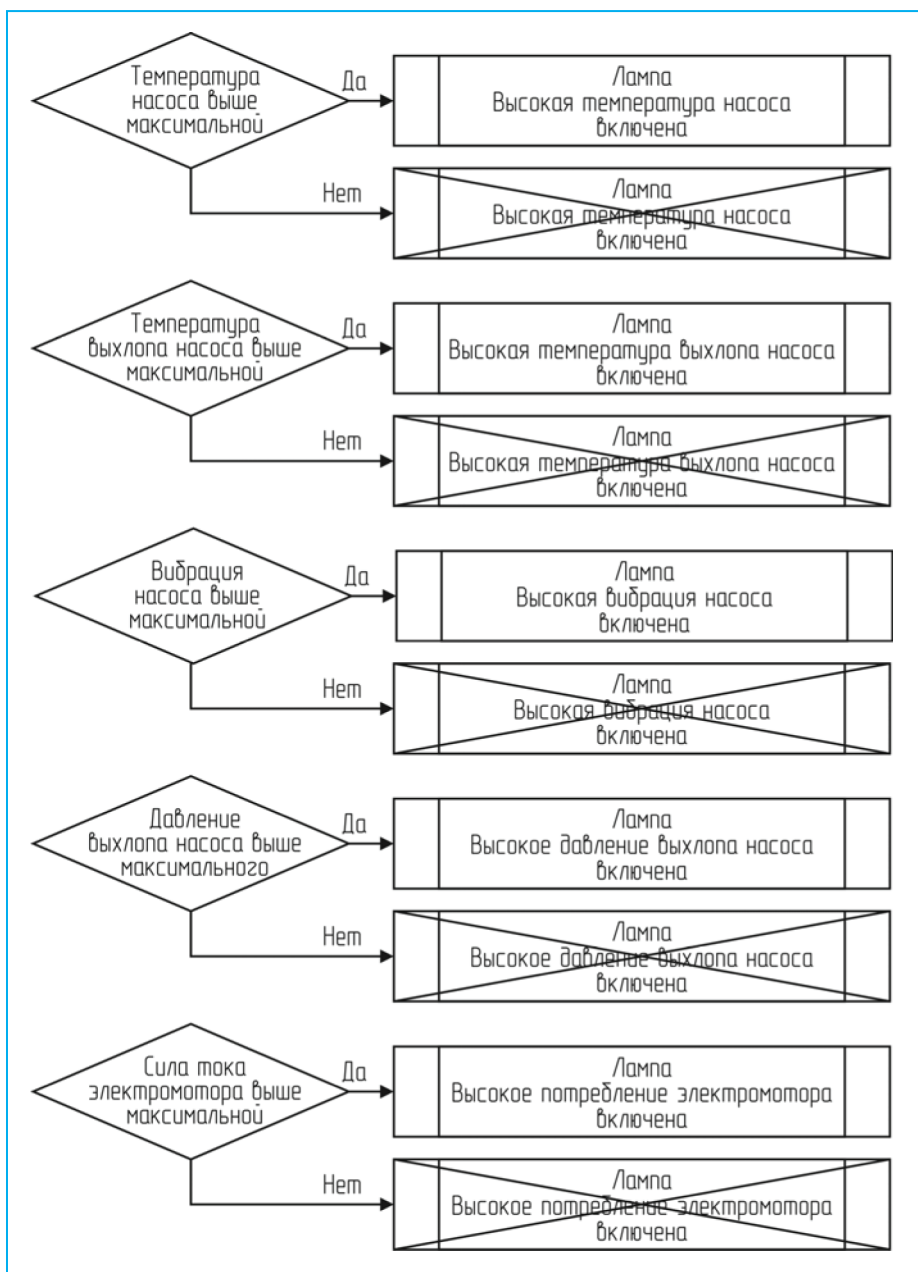 Температура
насоса выше
максимальной
Да
Лампа
Высокая температура насоса
включена
Нет
Лампа
Высокая температура насоса
включена
Температура
выхлопа насоса выше
максимальной
Да
Лампа
Высокая температура выхлопа насоса
включена
Нет
Лампа
Высокая температура выхлопа насоса
включена
Вибрация
насоса выше
максимальной
Да
Лампа
Высокая вибрация насоса
включена
Нет
Лампа
Высокая вибрация насоса
включена
Давление
выхлопа насоса выше
максимального
Да
Лампа
Высокое давление выхлопа насоса
включена
Нет
Лампа
Высокое давление выхлопа насоса
включена
Сила тока
электромотора выше
максимальной
Да
Лампа
Высокое потребление электромотора
включена
Нет
Лампа
Высокое потребление электромотора
включена